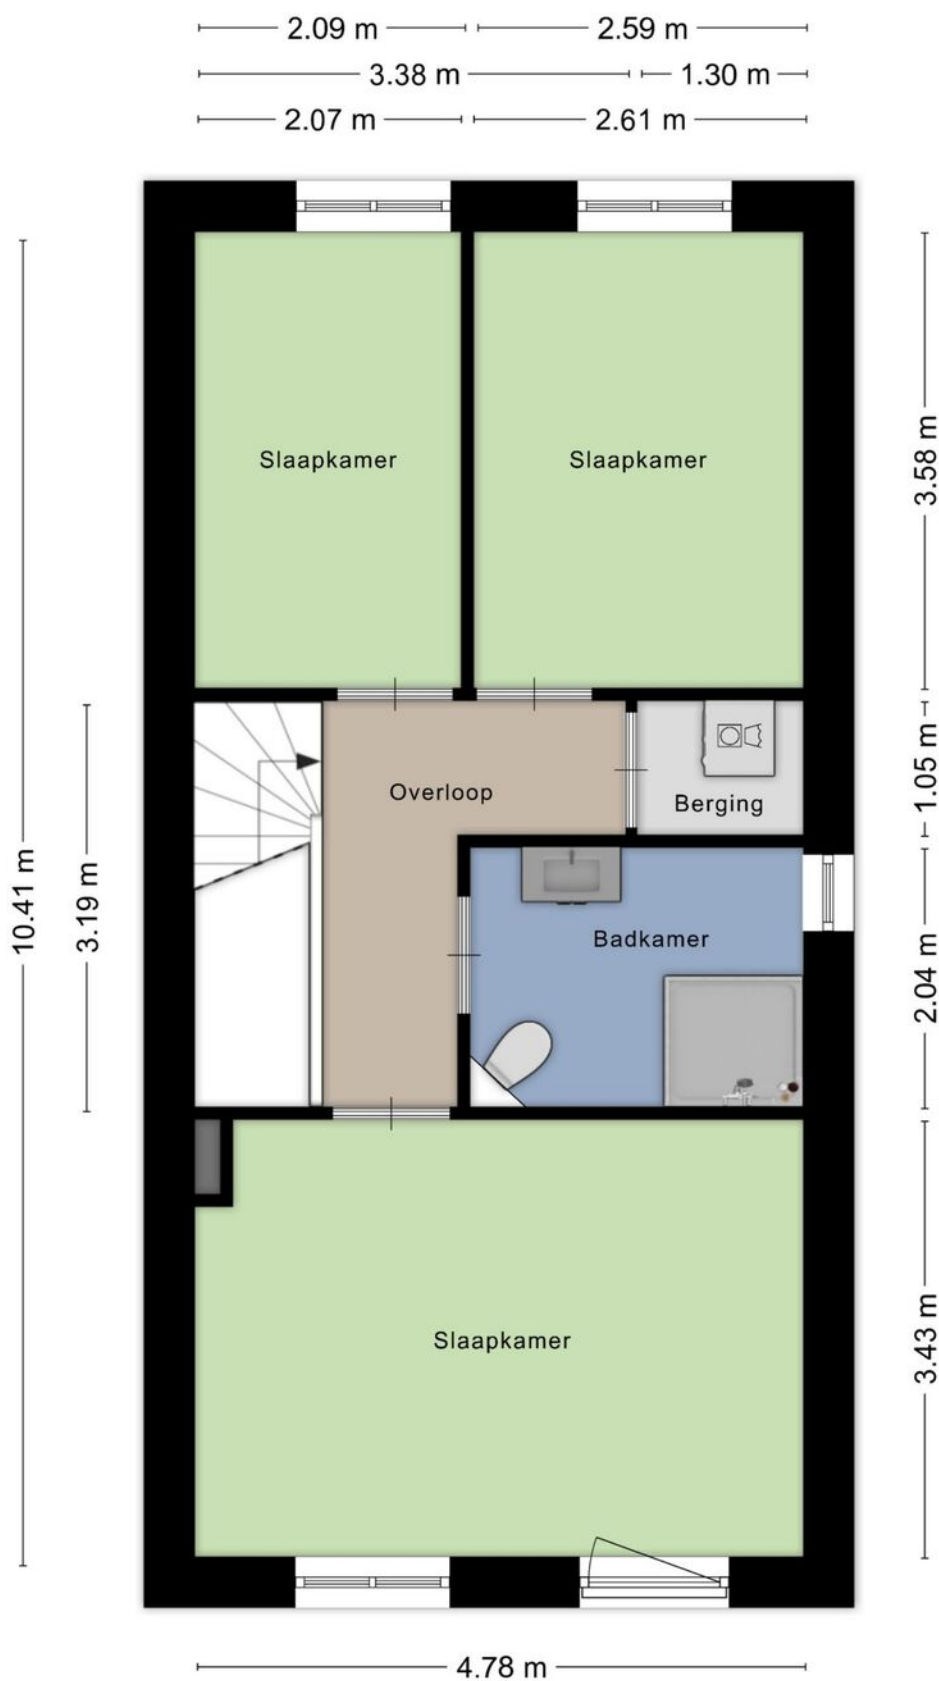 2.09 m 2.59 m
3.38 m 1.30 m
2.07 m 2.61 m
Slaapkamer Slaapkamer
3.58 m
Overloop
Berging
1.05 m
10.41 m
3.19 m
Badkamer
2.04 m
Slaapkamer
3.43 m
4.78 m